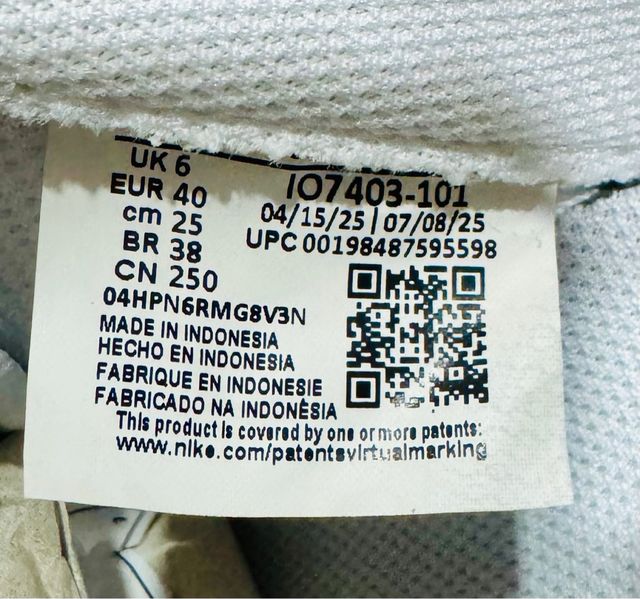 UK 6
EUR 40
cm 25
BR 38
CN 250
IO7403-101
04/15/25 | 07/08/25
UPC 00198487595598
04HPN6RMG8V3N
MADE IN INDONESIA
HECHO EN INDONESIA
FABRIQUE EN INDONESIE
FABRICADO NA INDONÉSIA
This product is covered by one or more patents:
www.nike.com/patentsvirtualmarking